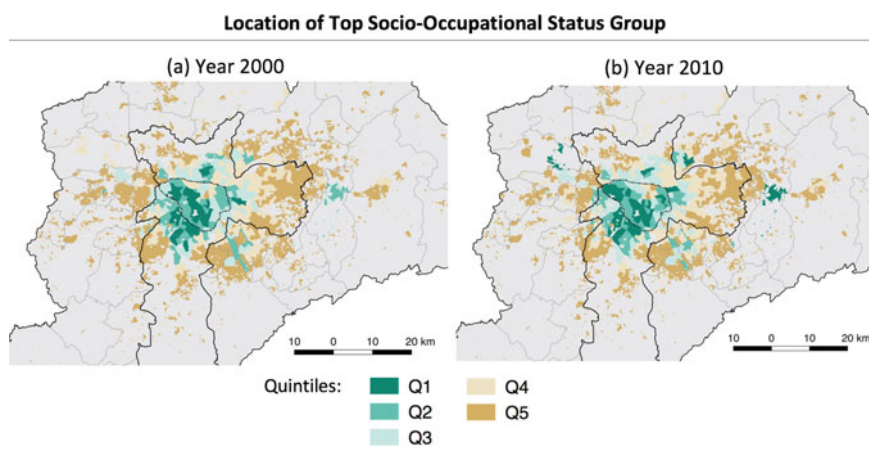 Location of Top Socio-Occupational Status Group
(a) Year 2000
(b) Year 2010
10 0 10 20 km
10 0 10 20 km
Quintiles:
Q1
Q4
Q2
Q5
Q3